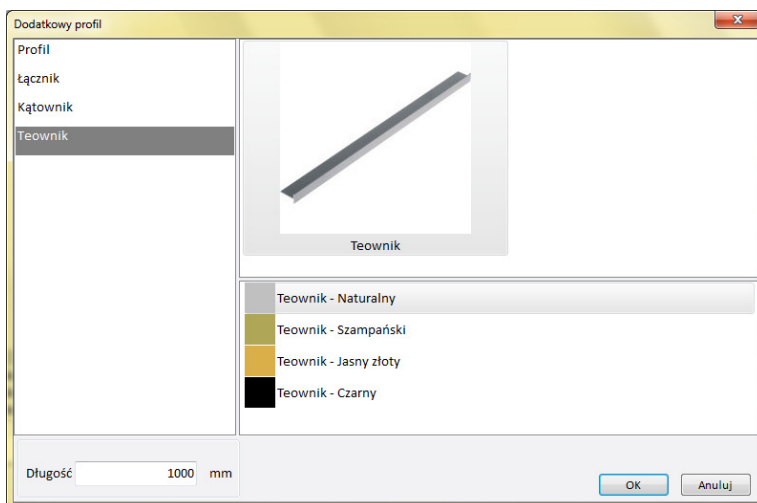 Dodatkowy profil
Profil
Łącznik
Kątownik
Teownik
Teownik
Teownik - Naturalny
Teownik - Szampański
Teownik - Jasny złoty
Teownik - Czarny
Długość 1000 mm
OK Anuluj